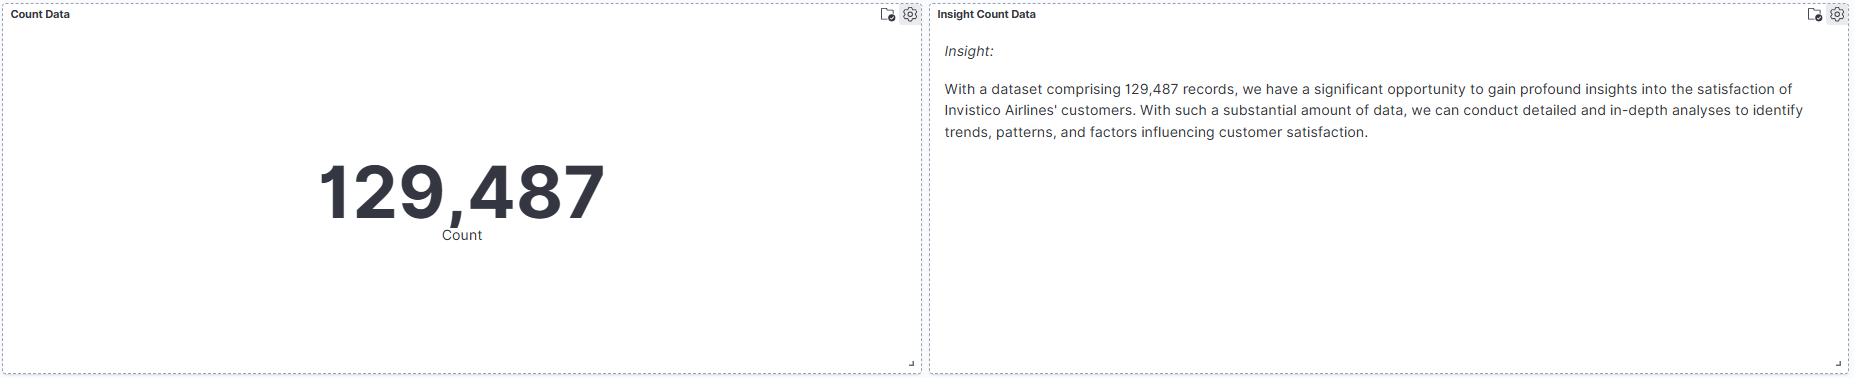 Count Data
129,487
Count
Insight Count Data
Insight:
With a dataset comprising 129,487 records, we have a significant opportunity to gain profound insights into the satisfaction of
Invistico Airlines' customers. With such a substantial amount of data, we can conduct detailed and in-depth analyses to identify
trends, patterns, and factors influencing customer satisfaction.